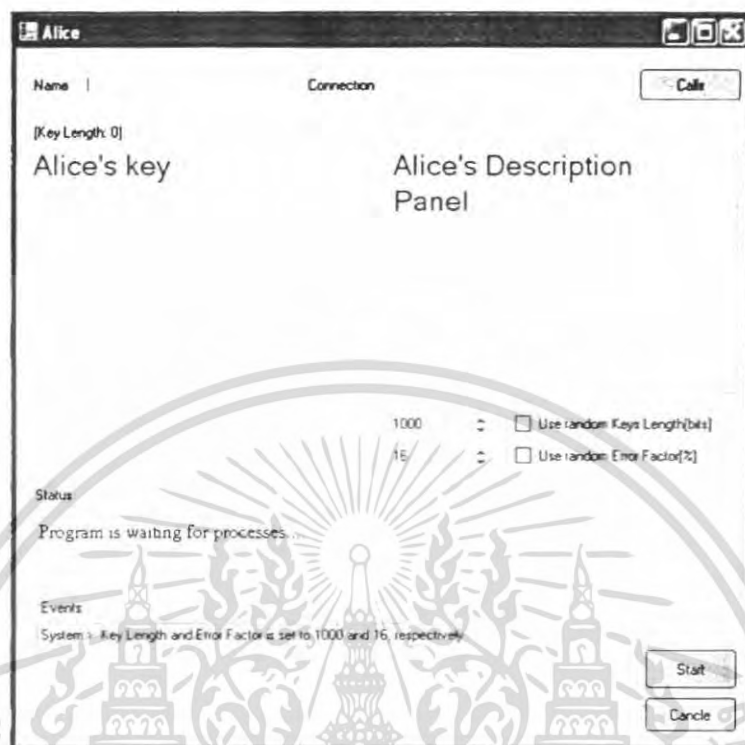 Alice
Name Connection Calls
[Key Length: 0]
Alice's key
Alice's Description
Panel
1000 Use random Keys Length[bits]
16 Use random Error Factor[%]
Status
Program is waiting for processes...
Events
System > Key Length and Error Factor is set to 1000 and 16, respectively
Start
Cancle